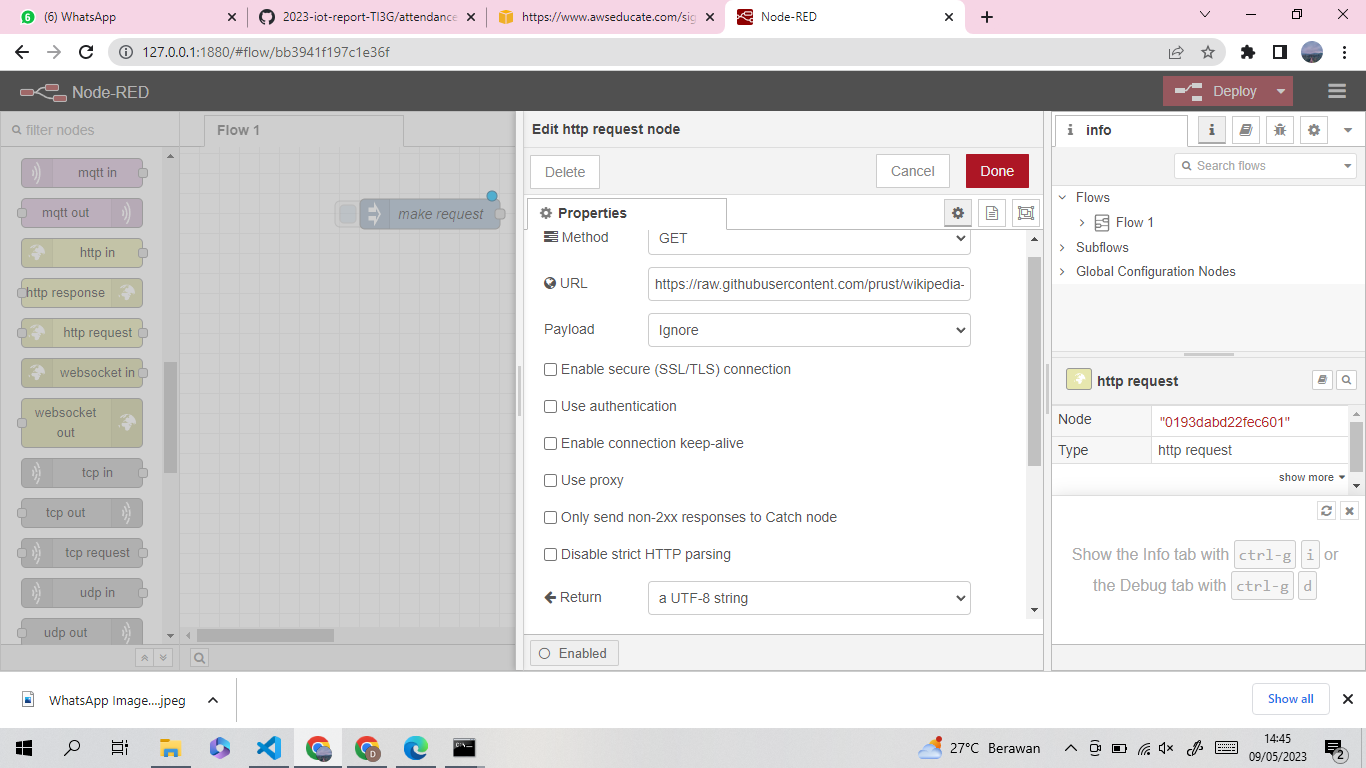 (6) WhatsApp
2023-iot-report-TI3G/attendance
https://www.awseducate.com/sig
Node-RED
127.0.0.1:1880/#flow/bb3941f197c1e36f
Node-RED
Deploy
filter nodes
mqtt in
mqtt out
http in
http response
http request
websocket in
websocket
out
tcp in
tcp out
tcp request
udp in
udp out
Flow 1
make request
Edit http request node
Delete
Cancel
Done
Properties
Method
GET
URL
https://raw.githubusercontent.com/prust/wikipedia-
Payload
Ignore
Enable secure (SSL/TLS) connection
Use authentication
Enable connection keep-alive
Use proxy
Only send non-2xx responses to Catch node
Disable strict HTTP parsing
Return
a UTF-8 string
Enabled
i info
i
Search flows
Flows
Flow 1
Subflows
Global Configuration Nodes
http request
Node
"0193dabd22fec601"
Type
http request
show more
Show the Info tab with ctrl-g i or
the Debug tab with ctrl-g d
WhatsApp Image....jpeg
Show all
27°C Berawan
14:45
09/05/2023
2